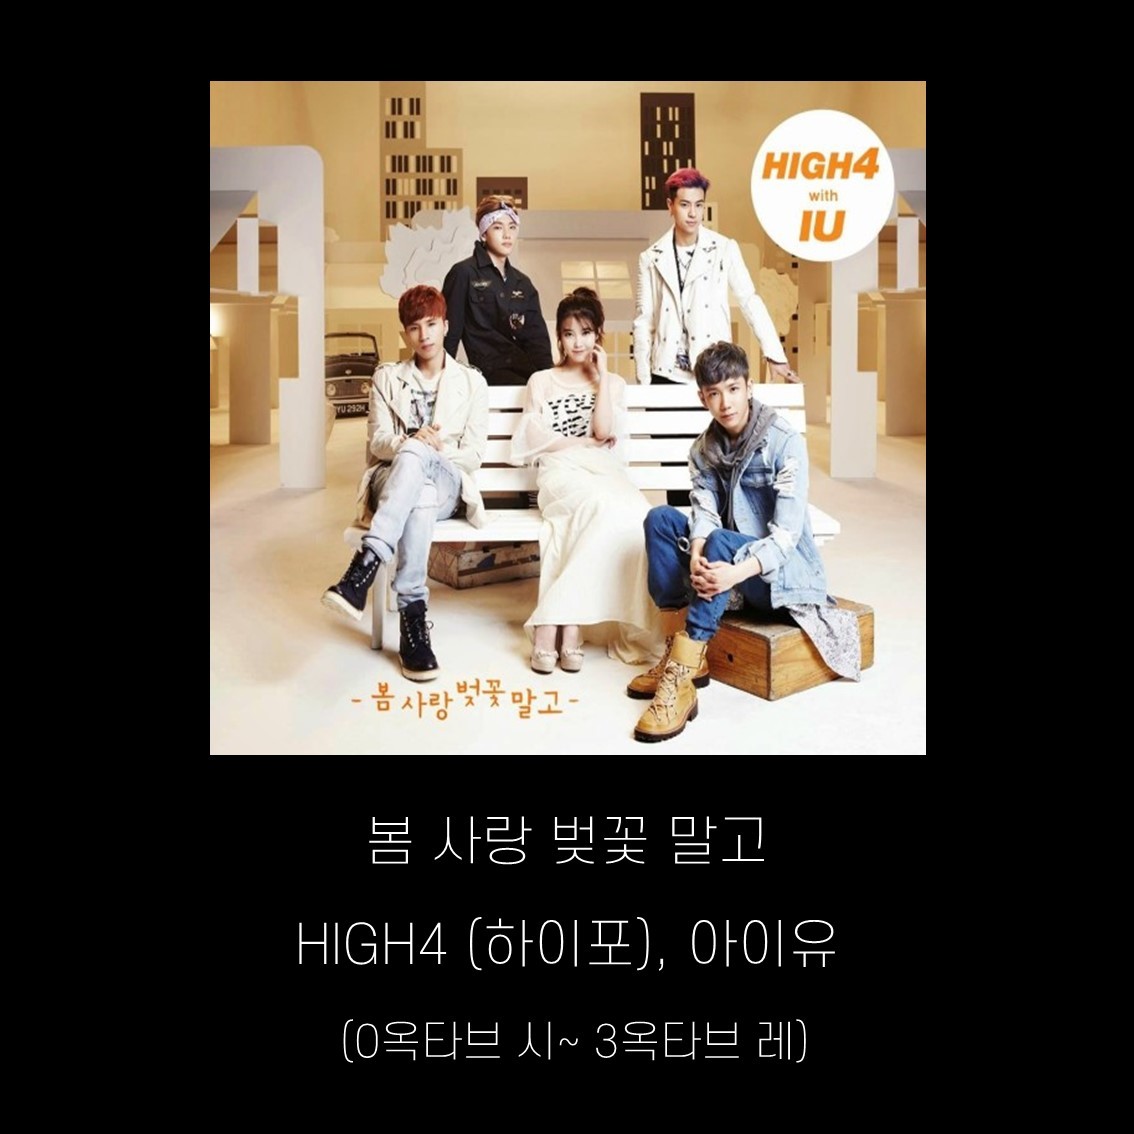 HIGH4
with
IU
YOU
YU 292H
- 봄 사랑 벚꽃 말고 -
봄 사랑 벚꽃 말고
HIGH4 (하이포), 아이유
(0옥타브 시~ 3옥타브 레)